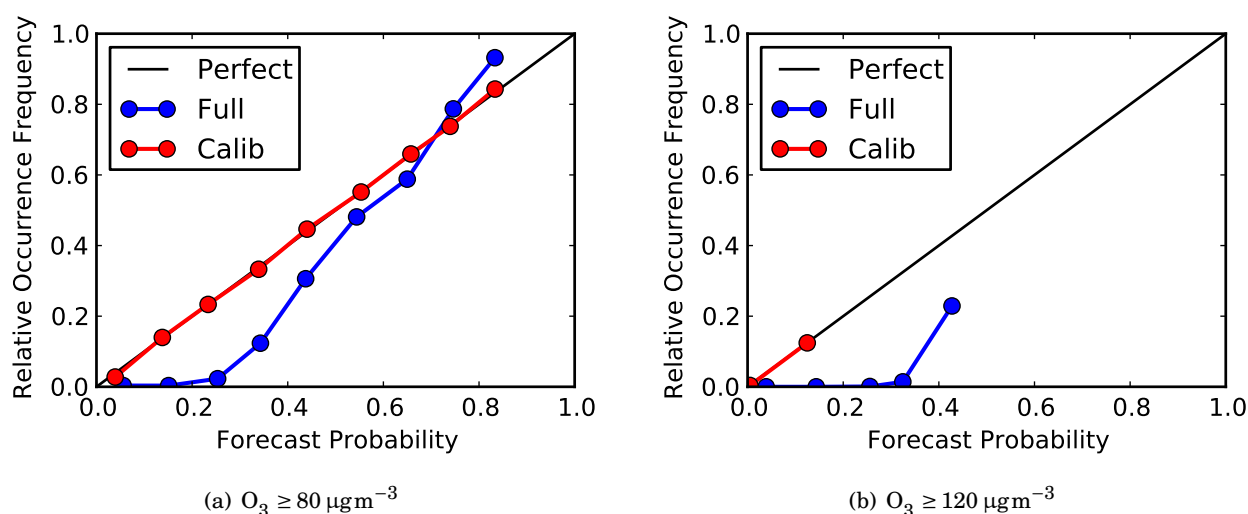 Relative Occurrence Frequency
1.0
0.8
0.6
0.4
0.2
0.0
Perfect
Full
Calib
0.0 0.2 0.4 0.6 0.8 1.0
Forecast Probability
(a) O₃ ≥ 80 µgm⁻³
Relative Occurrence Frequency
1.0
0.8
0.6
0.4
0.2
0.0
Perfect
Full
Calib
0.0 0.2 0.4 0.6 0.8 1.0
Forecast Probability
(b) O₃ ≥ 120 µgm⁻³